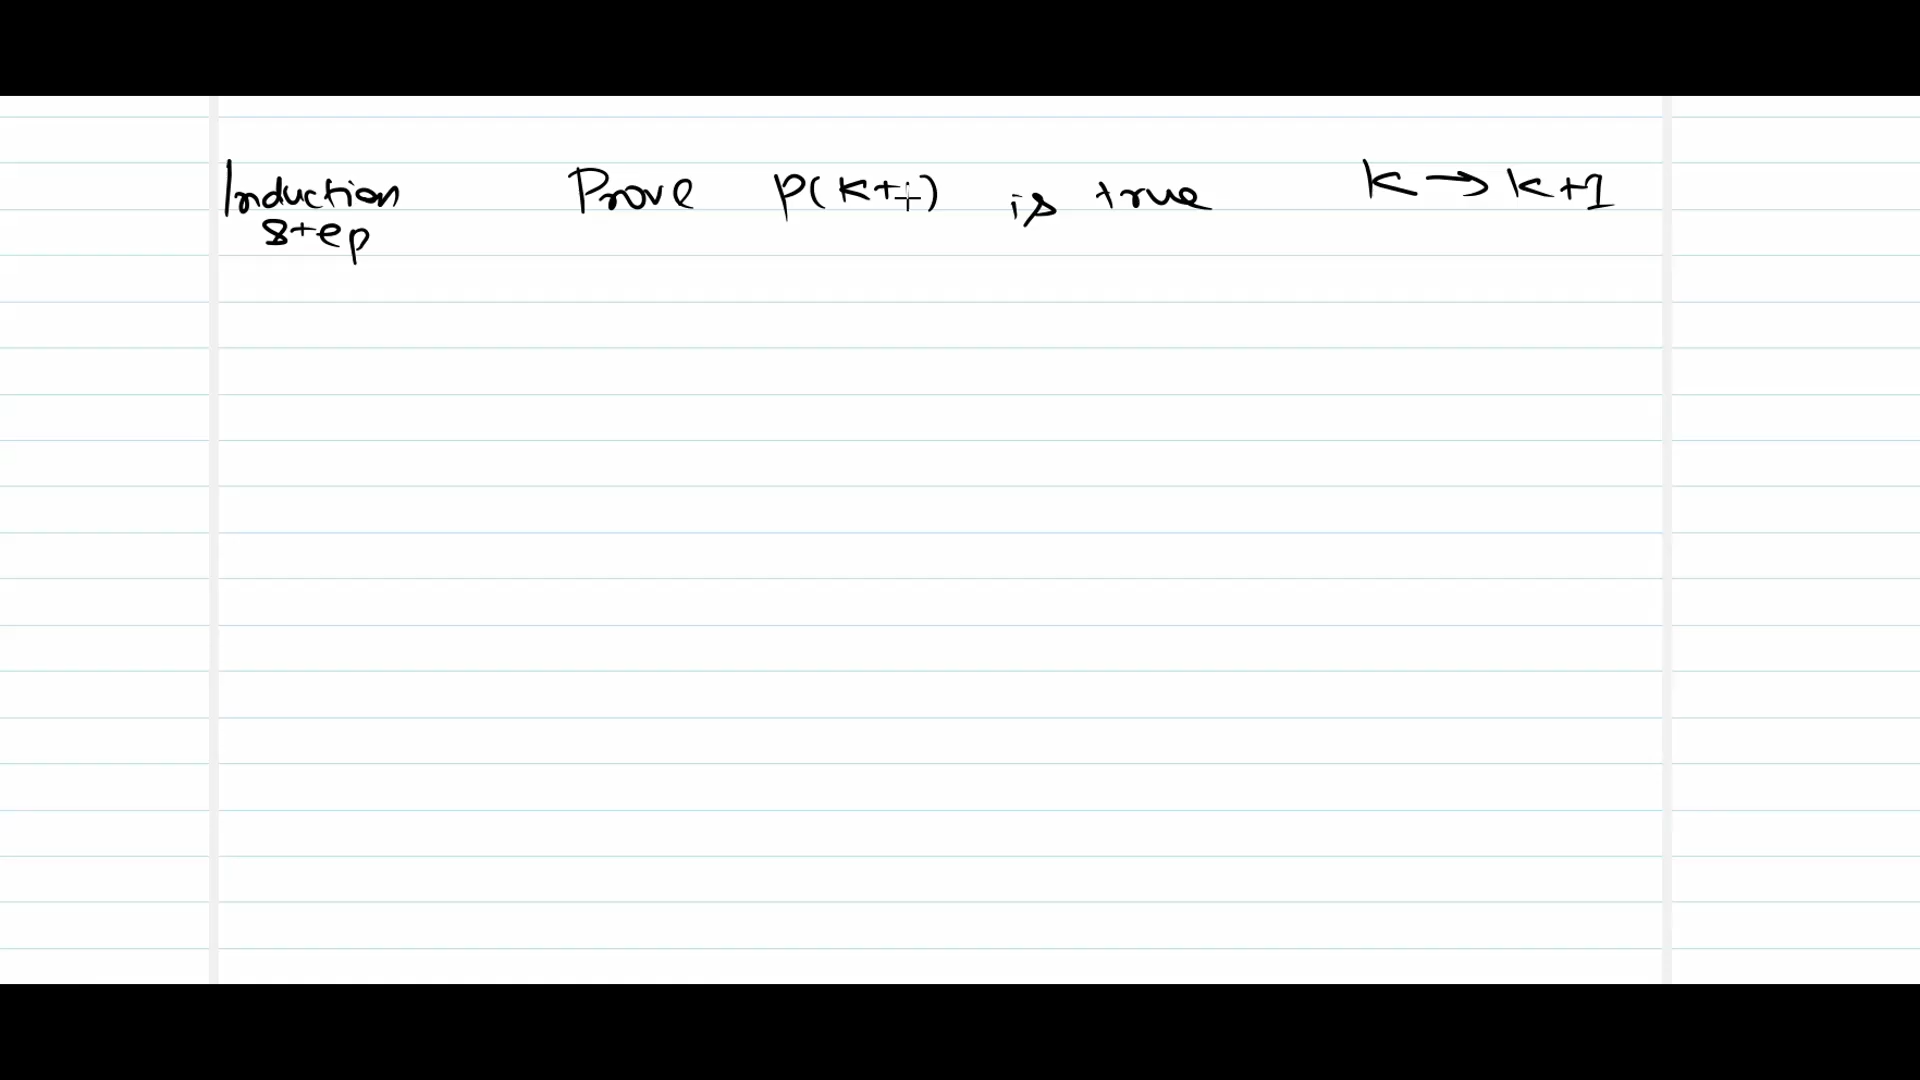 Induction Prove P(k+1) is true k → k+1
step